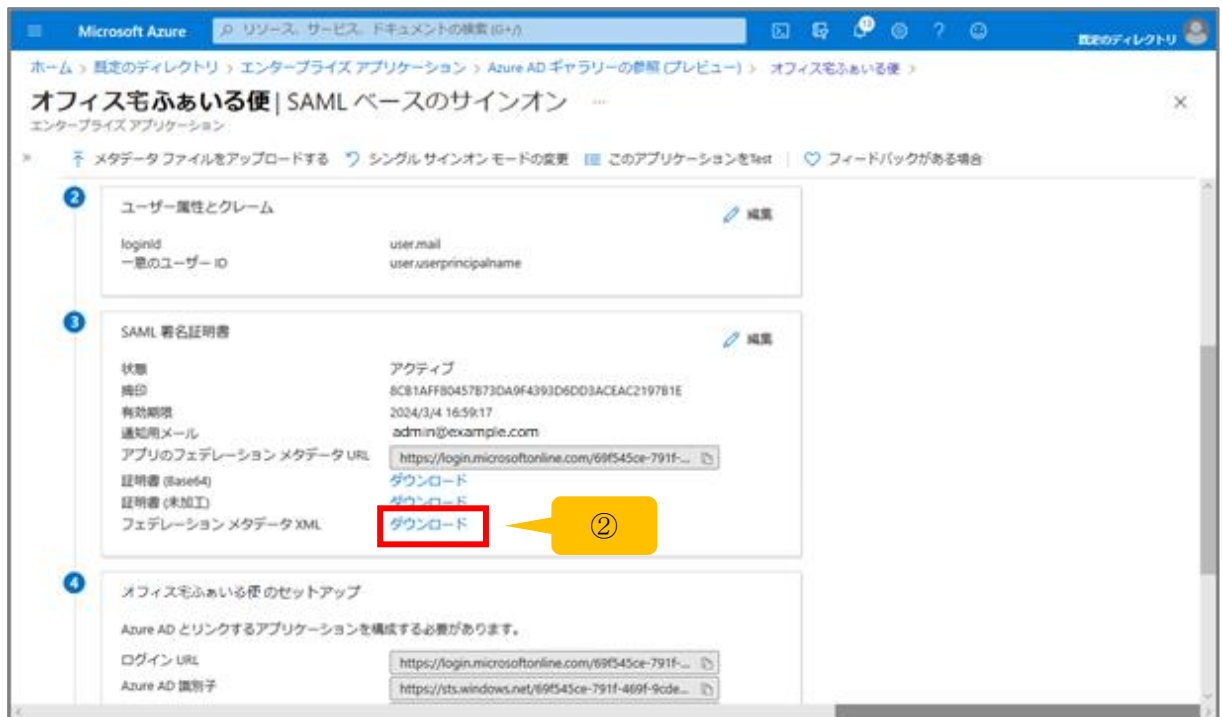 Microsoft Azure
リソース、サービス、ドキュメントの検索 (G+/)
既定のディレクトリ
ホーム > 既定のディレクトリ > エンタープライズ アプリケーション > Azure AD ギャラリーの参照 (プレビュー) > オフィス宅ふぁいる便 >
オフィス宅ふぁいる便 | SAML ベースのサインオン …
エンタープライズ アプリケーション
メタデータ ファイルをアップロードする シングル サインオン モードの変更 このアプリケーションをTest フィードバックがある場合
2
ユーザー属性とクレーム
編集
loginId user.mail
一意のユーザー ID user.userprincipalname
3
SAML 署名証明書
編集
状態 アクティブ
拇印 8CB1AFF80457B73DA9F4393D6DD3ACEAC2197B1E
有効期限 2024/3/4 16:59:17
通知用メール admin@example.com
アプリのフェデレーション メタデータ URL https://login.microsoftonline.com/69f545ce-791f-...
証明書 (Base64) ダウンロード
証明書 (未加工) ダウンロード
フェデレーション メタデータ XML ダウンロード
②
4
オフィス宅ふぁいる便 のセットアップ
Azure AD とリンクするアプリケーションを構成する必要があります。
ログイン URL https://login.microsoftonline.com/69f545ce-791f-...
Azure AD 識別子 https://sts.windows.net/69f545ce-791f-469f-9cde...